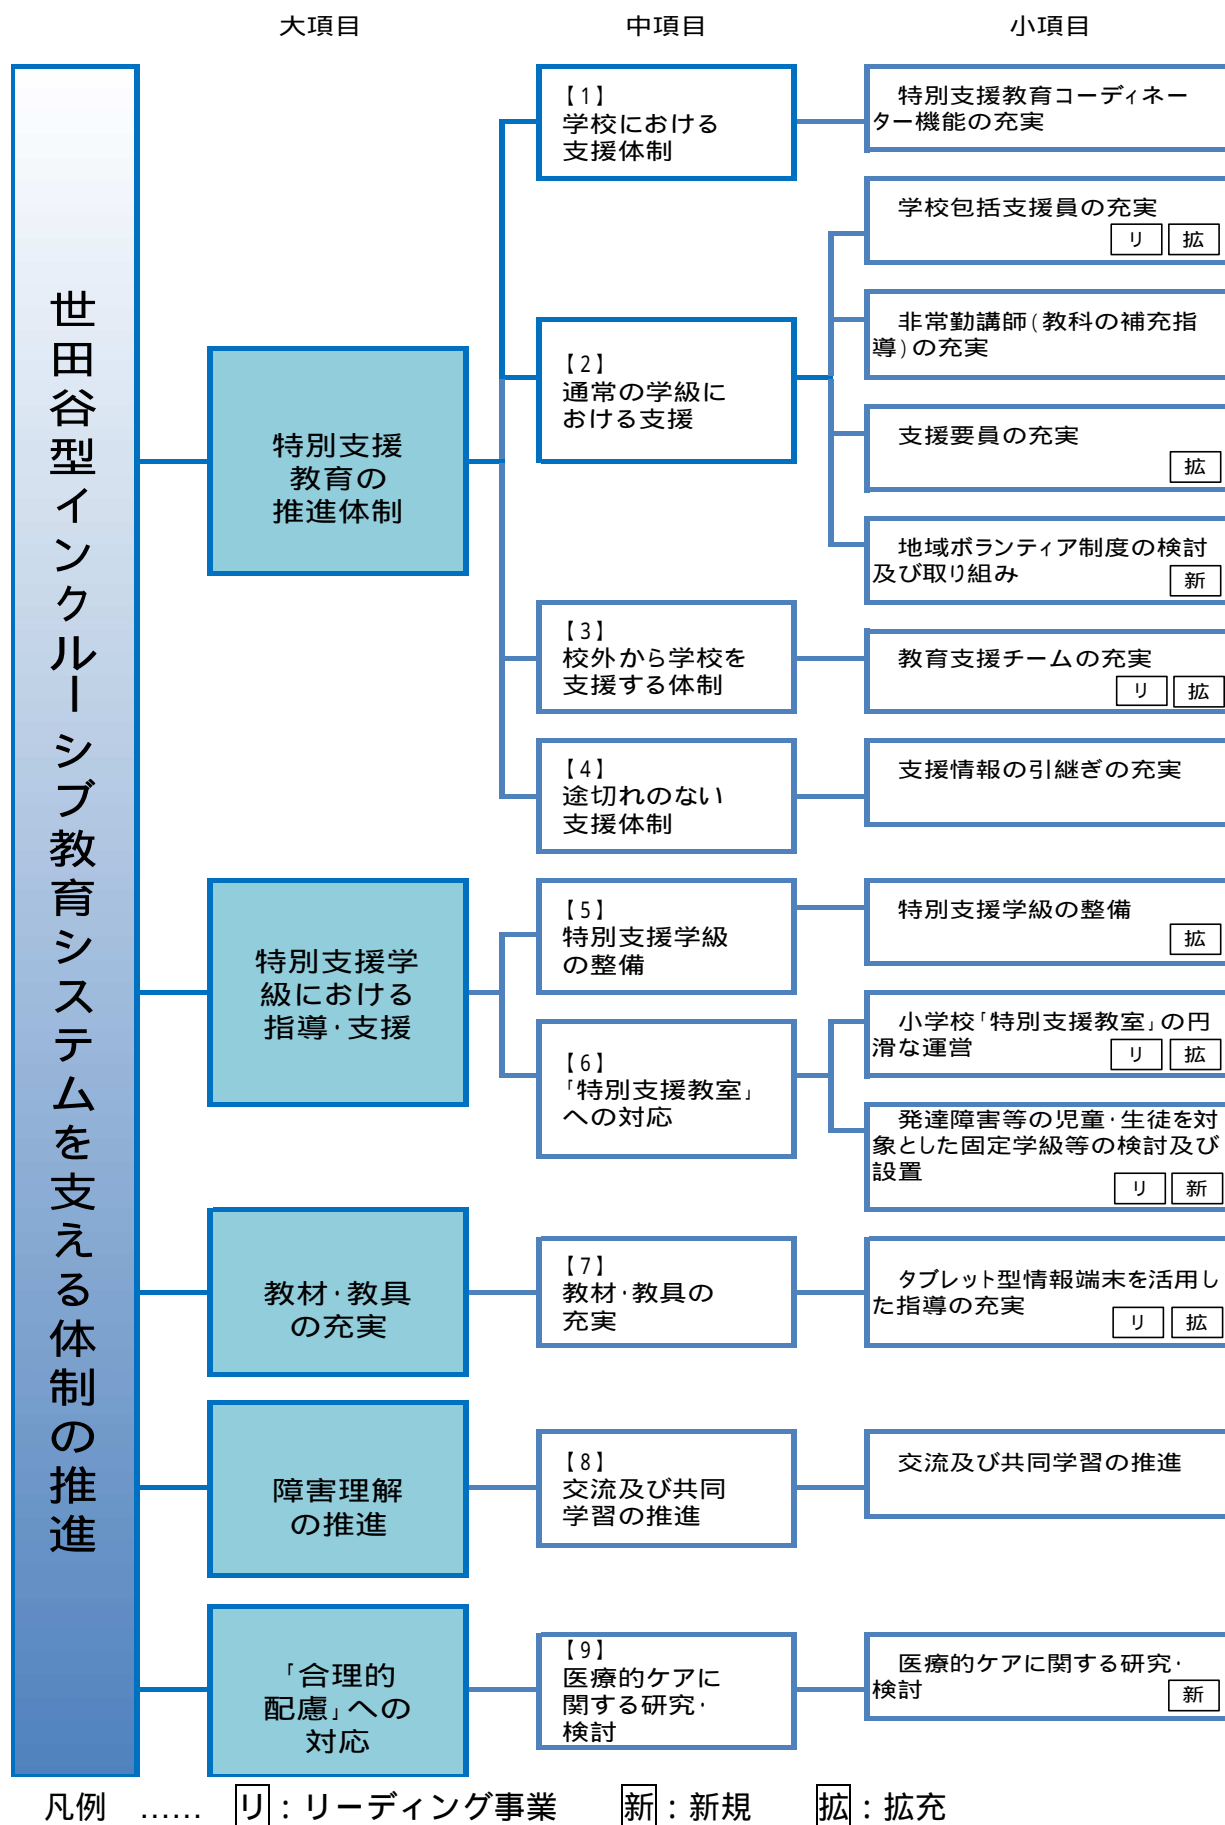 大項目
中項目
小項目
世田谷型インクルーシブ教育システムを支える体制の推進
特別支援
教育の
推進体制
【1】
学校における
支援体制
特別支援教育コーディネー
ター機能の充実
【2】
通常の学級に
おける支援
学校包括支援員の充実
リ 拡
非常勤講師(教科の補充指
導)の充実
支援要員の充実
拡
地域ボランティア制度の検討
及び取り組み
新
【3】
校外から学校を
支援する体制
教育支援チームの充実
リ 拡
【4】
途切れのない
支援体制
支援情報の引継ぎの充実
特別支援学
級における
指導・支援
【5】
特別支援学級
の整備
特別支援学級の整備
拡
【6】
「特別支援教室」
への対応
小学校「特別支援教室」の円
滑な運営
リ 拡
発達障害等の児童・生徒を対
象とした固定学級等の検討及び
設置
リ 新
教材・教具
の充実
【7】
教材・教具の
充実
タブレット型情報端末を活用し
た指導の充実
リ 拡
障害理解
の推進
【8】
交流及び共同
学習の推進
交流及び共同学習の推進
「合理的
配慮」への
対応
【9】
医療的ケアに
関する研究・
検討
医療的ケアに関する研究・
検討
新
凡例 …… リ：リーディング事業 新：新規 拡：拡充